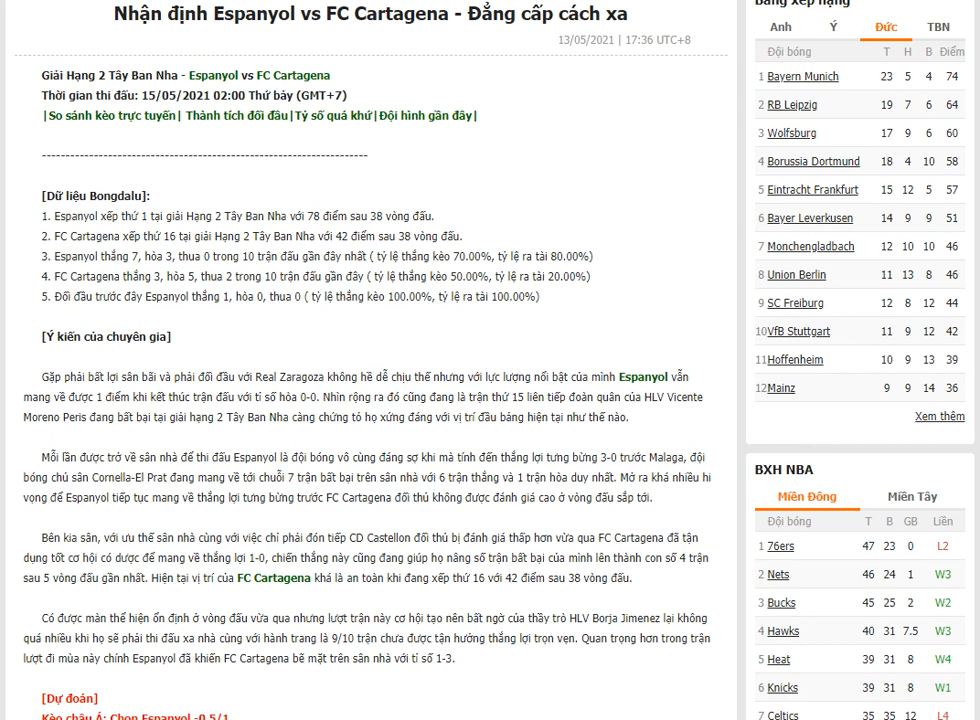 Nhận định Espanyol vs FC Cartagena - Đẳng cấp cách xa
13/05/2021 | 17:36 UTC+8
Giải Hạng 2 Tây Ban Nha - Espanyol vs FC Cartagena
Thời gian thi đấu: 15/05/2021 02:00 Thứ bảy (GMT+7)
|So sánh kèo trực tuyến| Thành tích đối đầu|Tỷ số quá khứ|Đội hình gần đây|
----------------------------------------------------------------------
[Dữ liệu Bongdalu]:
1. Espanyol xếp thứ 1 tại giải Hạng 2 Tây Ban Nha với 78 điểm sau 38 vòng đấu.
2. FC Cartagena xếp thứ 16 tại giải Hạng 2 Tây Ban Nha với 42 điểm sau 38 vòng đấu.
3. Espanyol thắng 7, hòa 3, thua 0 trong 10 trận đấu gần đây nhất ( tỷ lệ thắng kèo 70.00%, tỷ lệ ra tài 80.00%)
4. FC Cartagena thắng 3, hòa 5, thua 2 trong 10 trận đấu gần đây ( tỷ lệ thắng kèo 50.00%, tỷ lệ ra tài 20.00%)
5. Đối đầu trước đây Espanyol thắng 1, hòa 0, thua 0 ( tỷ lệ thắng kèo 100.00%, tỷ lệ ra tài 100.00%)
[Ý kiến của chuyên gia]
Gặp phải bất lợi sân bãi và phải đối đầu với Real Zaragoza không hề dễ chịu thế nhưng với lực lượng nổi bật của mình Espanyol vẫn
mang về được 1 điểm khi kết thúc trận đấu với tỉ số hòa 0-0. Nhìn rộng ra đó cũng đang là trận thứ 15 liên tiếp đoàn quân của HLV Vicente
Moreno Peris đang bất bại tại giải hạng 2 Tây Ban Nha càng chứng tỏ họ xứng đáng với vị trí đầu bảng hiện tại như thế nào.
Mỗi lần được trở về sân nhà để thi đấu Espanyol là đội bóng vô cùng đáng sợ khi mà tính đến thắng lợi tưng bừng 3-0 trước Malaga, đội
bóng chủ sân Cornella-El Prat đang mang về tới chuỗi 7 trận bất bại trên sân nhà với 6 trận thắng và 1 trận hòa duy nhất. Mở ra khá nhiều hi
vọng để Espanyol tiếp tục mang về thắng lợi tưng bừng trước FC Cartagena đối thủ không được đánh giá cao ở vòng đấu sắp tới.
Bên kia sân, với ưu thế sân nhà cùng với việc chỉ phải đón tiếp CD Castellon đối thủ bị đánh giá thấp hơn vừa qua FC Cartagena đã tận
dụng tốt cơ hội có dược để mang về thắng lợi 1-0, chiến thắng này cũng đang giúp họ nâng số trận bất bại của mình lên thành con số 4 trận
sau 5 vòng đấu gần nhất. Hiện tại vị trí của FC Cartagena khá là an toàn khi đang xếp thứ 16 với 42 điểm sau 38 vòng đấu.
Có được màn thể hiện ổn định ở vòng đấu vừa qua nhưng lượt trận này cơ hội tạo nên bất ngờ của thầy trò HLV Borja Jimenez lại không
quá nhiều khi họ sẽ phải thi đấu xa nhà cùng với hành trang là 9/10 trận chưa được tận hưởng thắng lợi trọn vẹn. Quan trọng hơn trong trận
lượt đi mùa này chính Espanyol đã khiến FC Cartagena bẽ mặt trên sân nhà với tỉ số 1-3.
[Dự đoán]
Kèo châu Á: Chọn Espanyol -0.5/1
Bảng xếp hạng
Anh Ý Đức TBN
Đội bóng T H B Điểm
1 Bayern Munich 23 5 4 74
2 RB Leipzig 19 7 6 64
3 Wolfsburg 17 9 6 60
4 Borussia Dortmund 18 4 10 58
5 Eintracht Frankfurt 15 12 5 57
6 Bayer Leverkusen 14 9 9 51
7 Monchengladbach 12 10 10 46
8 Union Berlin 11 13 8 46
9 SC Freiburg 12 8 12 44
10 VfB Stuttgart 11 9 12 42
11 Hoffenheim 10 9 13 39
12 Mainz 9 9 14 36
Xem thêm
BXH NBA
Miền Đông Miền Tây
Đội bóng T B GB Liền
1 76ers 47 23 0 L2
2 Nets 46 24 1 W3
3 Bucks 45 25 2 W2
4 Hawks 40 31 7.5 W3
5 Heat 39 31 8 W4
6 Knicks 39 31 8 W1
7 Celtics 35 35 12 L4